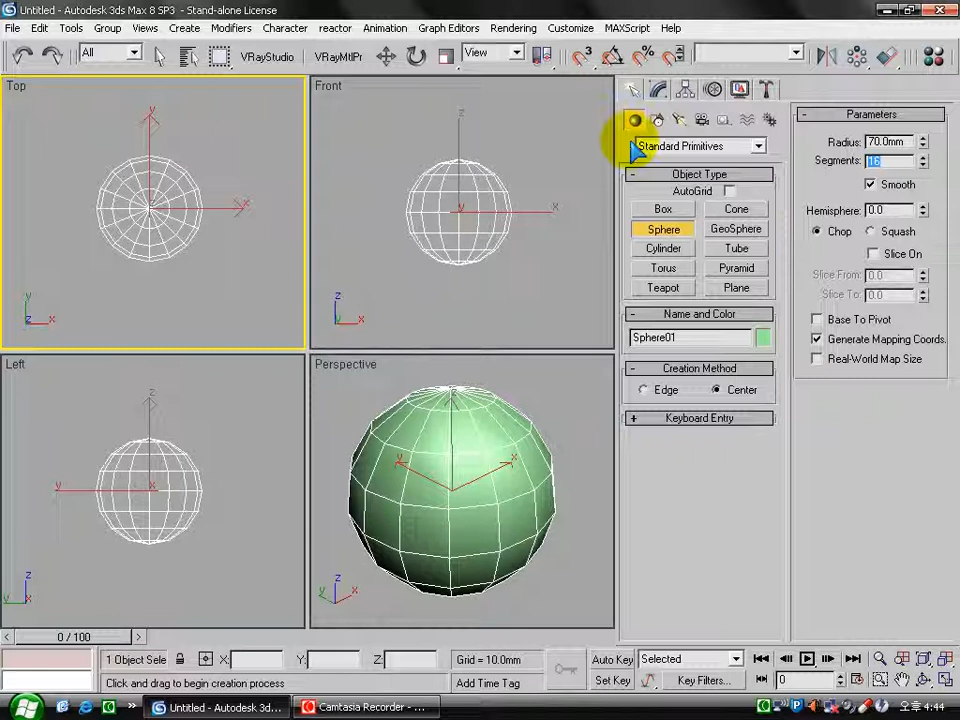 Untitled - Autodesk 3ds Max 8 SP3 - Stand-alone License
File Edit Tools Group Views Create Modifiers Character reactor Animation Graph Editors Rendering Customize MAXScript Help
All VRayStudio VRayMtlPr View
Top
y
x
z
y x
Front
z
x
y
z
y x
Parameters
Radius: 70.0mm
Segments: 16
Smooth
Hemisphere: 0.0
Chop Squash
Slice On
Slice From: 0.0
Slice To: 0.0
Base To Pivot
Generate Mapping Coords.
Real-World Map Size
Standard Primitives
- Object Type
AutoGrid
Box Cone
Sphere GeoSphere
Cylinder Tube
Torus Pyramid
Teapot Plane
- Name and Color
Sphere01
- Creation Method
Edge Center
+ Keyboard Entry
Left
z
y
x
z
y x
Perspective
z
y x
z
y x
< 0 / 100 >
1 Object Sele X: Y: Z: Grid = 10.0mm Auto Key Selected
Click and drag to begin creation process Add Time Tag Set Key Key Filters... 0
Untitled - Autodesk 3d... Camtasia Recorder - ... 오후 4:44